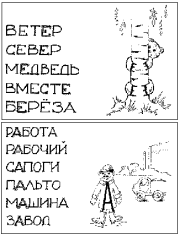 ВЕТЕР
СЕВЕР
МЕДВЕДЬ
ВМЕСТЕ
БЕРЁЗА
РАБОТА
РАБОЧИЙ
САПОГИ
ПАЛЬТО
МАШИНА
ЗАВОД